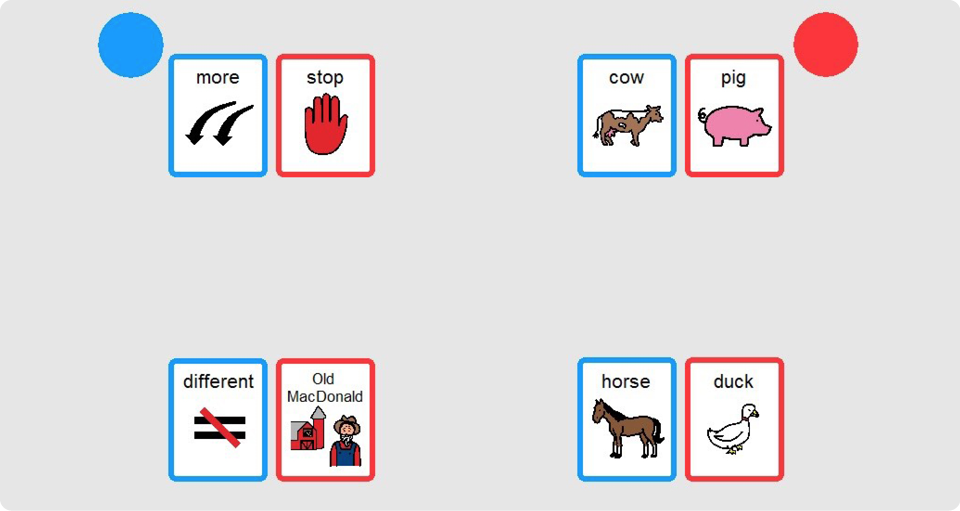 more
stop
cow
pig
different
Old
MacDonald
horse
duck